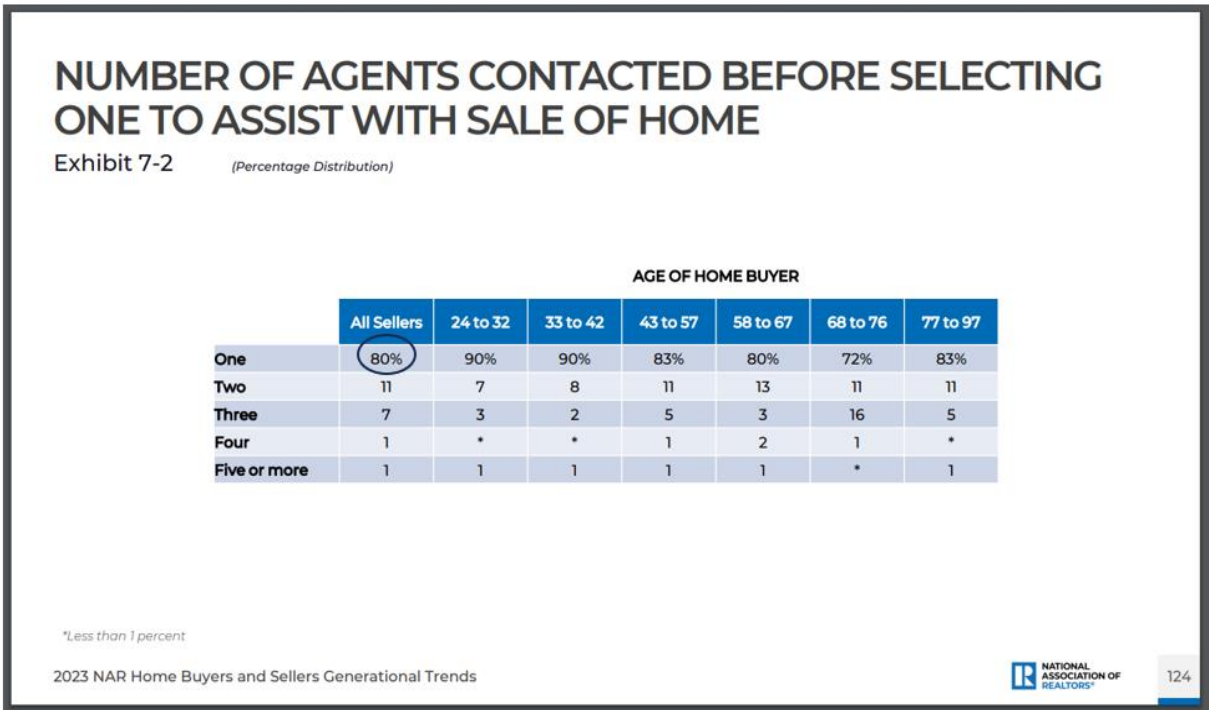 NUMBER OF AGENTS CONTACTED BEFORE SELECTING
ONE TO ASSIST WITH SALE OF HOME
Exhibit 7-2 (Percentage Distribution)
AGE OF HOME BUYER
All Sellers 24 to 32 33 to 42 43 to 57 58 to 67 68 to 76 77 to 97
One 80% 90% 90% 83% 80% 72% 83%
Two 11 7 8 11 13 11 11
Three 7 3 2 5 3 16 5
Four 1 * * 1 2 1 *
Five or more 1 1 1 1 1 * 1
*Less than 1 percent
2023 NAR Home Buyers and Sellers Generational Trends
NATIONAL
ASSOCIATION OF
REALTORS®
124